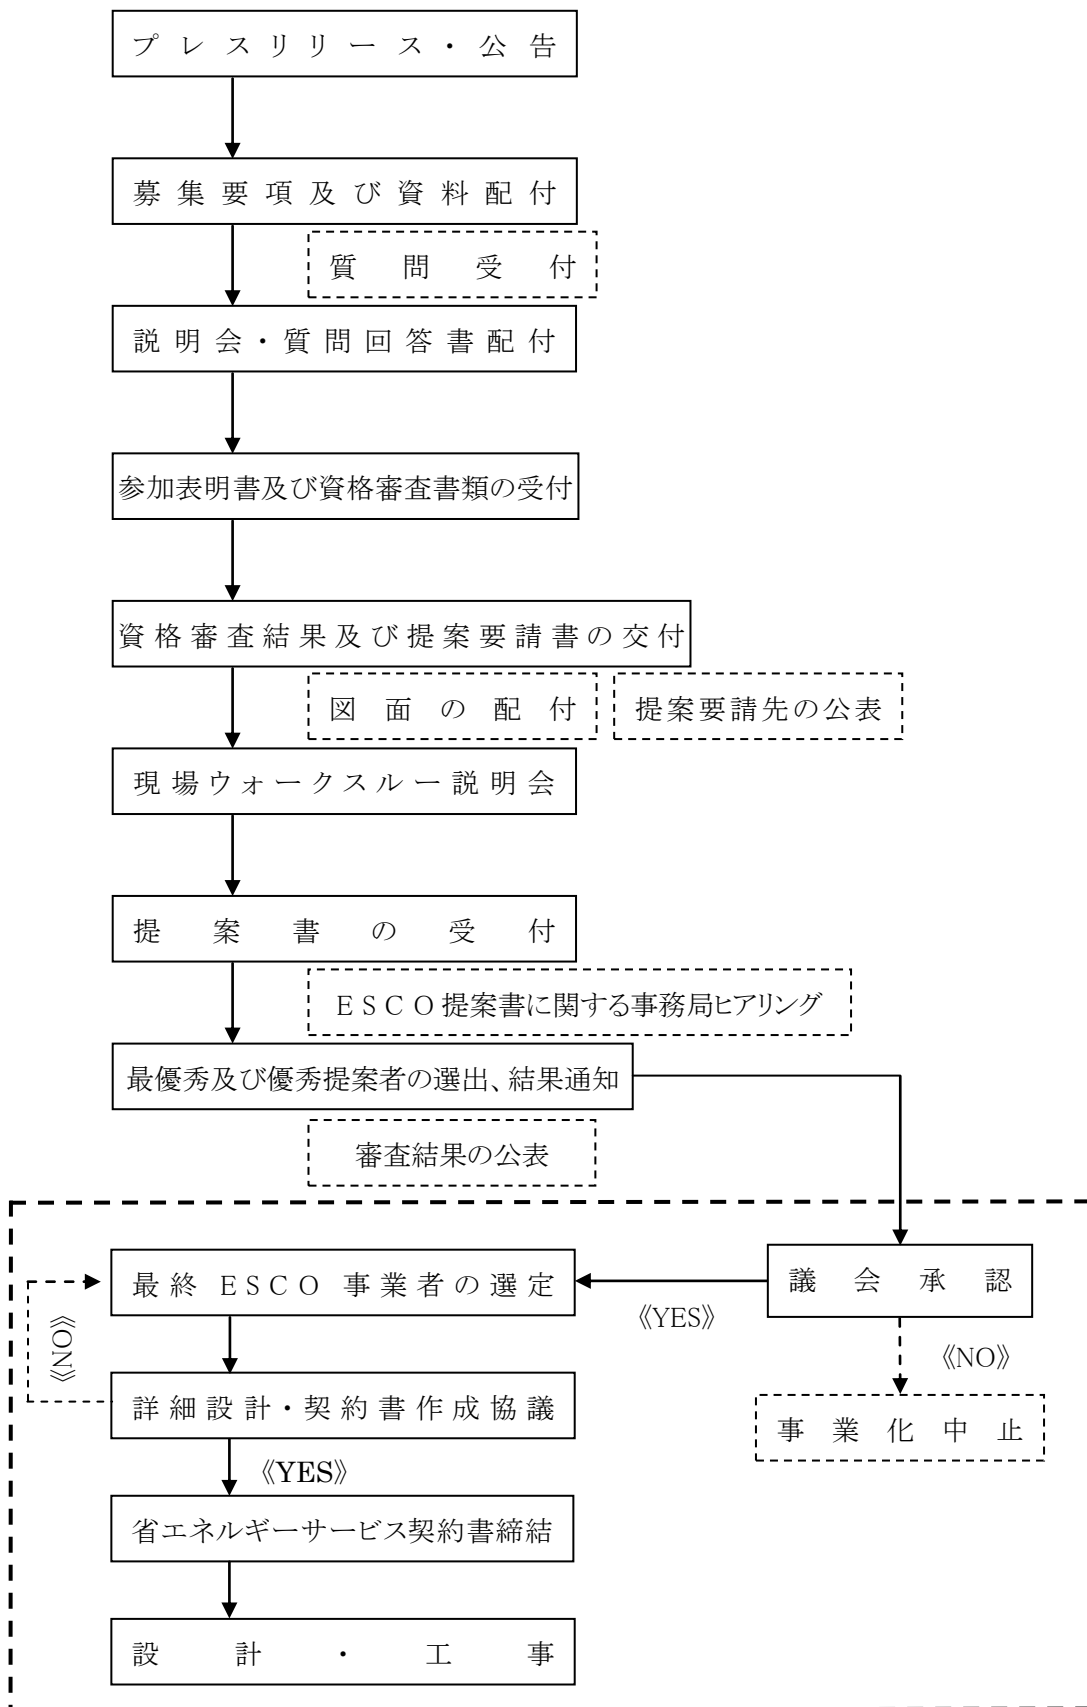 プレスリリース・公告
募集要項及び資料配付
質問受付
説明会・質問回答書配付
参加表明書及び資格審査書類の受付
資格審査結果及び提案要請書の交付
図面の配付
提案要請先の公表
現場ウォークスルー説明会
提案書の受付
ESCO提案書に関する事務局ヒアリング
最優秀及び優秀提案者の選出、結果通知
審査結果の公表
議会承認
最終ESCO事業者の選定
《YES》
《NO》
《NO》
詳細設計・契約書作成協議
事業化中止
《YES》
省エネルギーサービス契約書締結
設計・工事